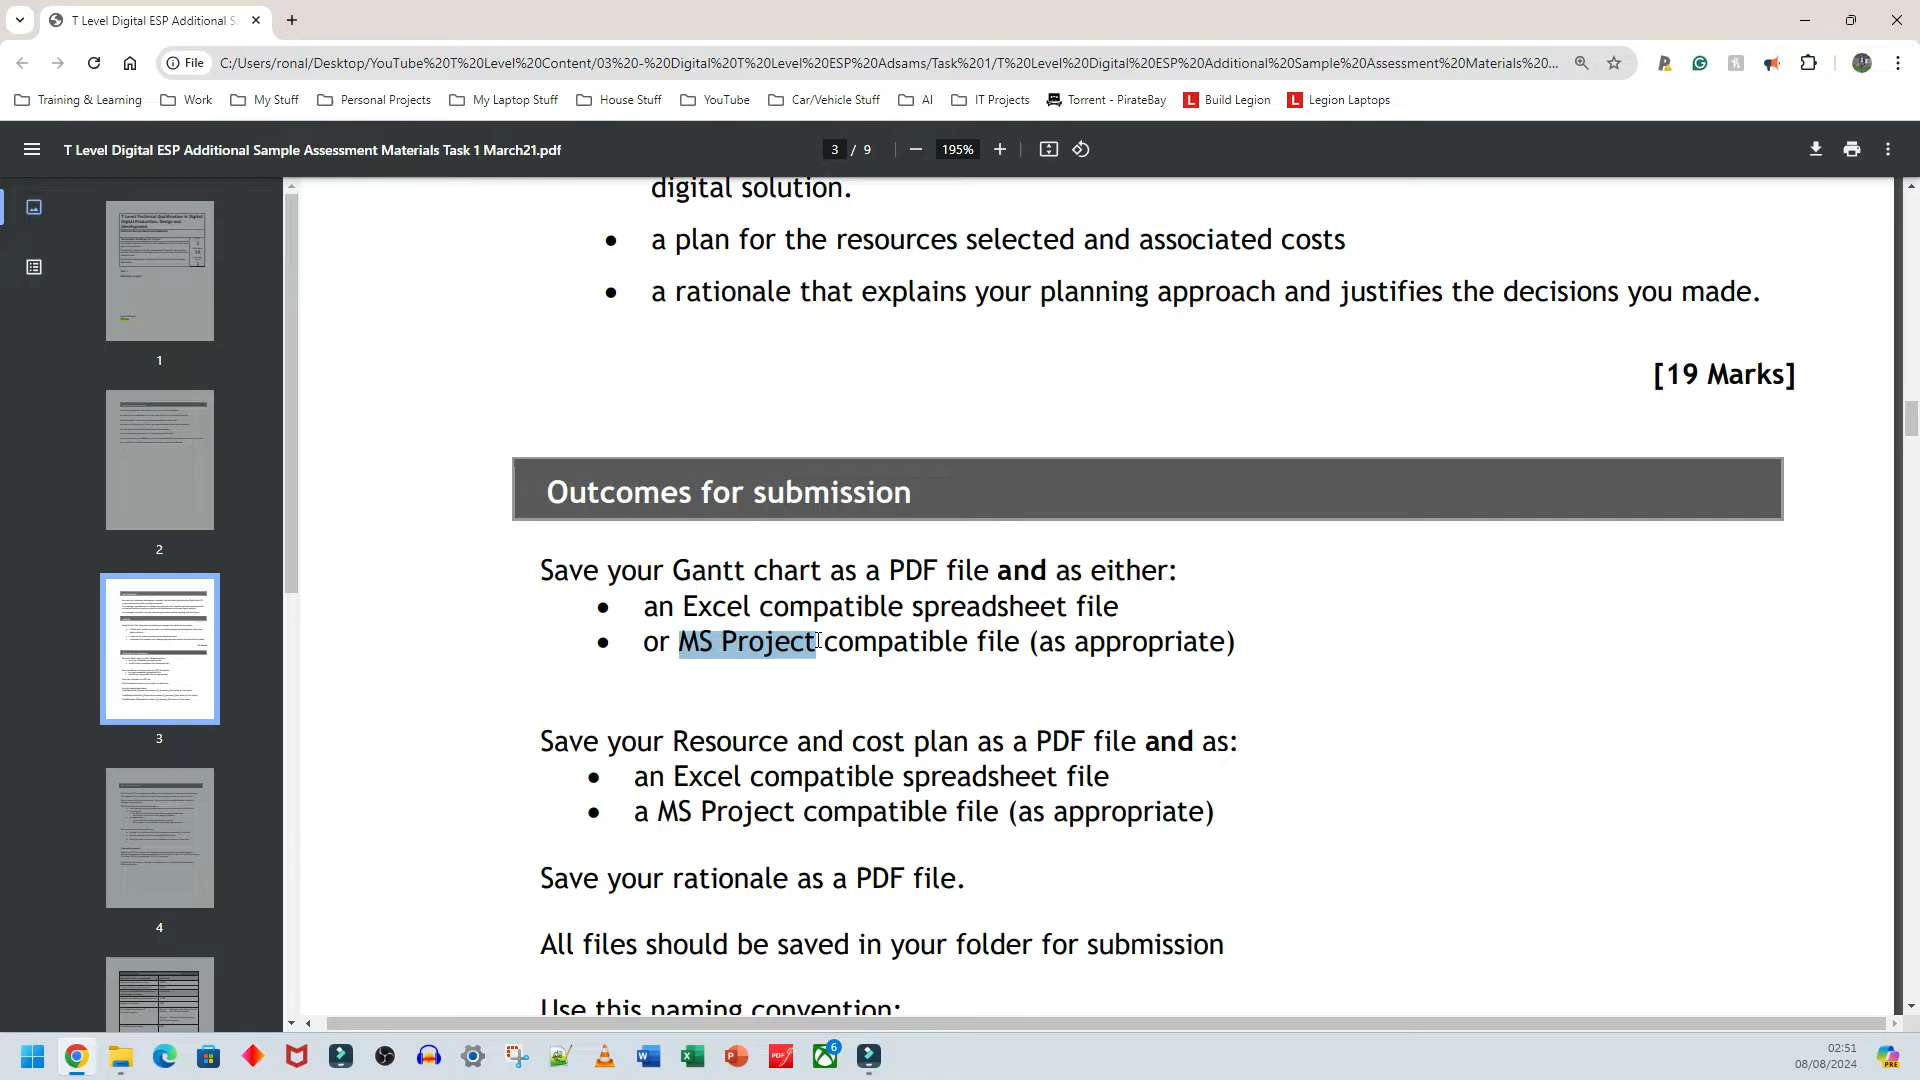 T Level Digital ESP Additional S
File
C:/Users/ronal/Desktop/YouTube%20T%20Level%20Content/03%20-%20Digital%20T%20Level%20ESP%20Adsams/Task%201/T%20Level%20Digital%20ESP%20Additional%20Sample%20Assessment%20Materials%20...
Training & Learning
Work
My Stuff
Personal Projects
My Laptop Stuff
House Stuff
YouTube
Car/Vehicle Stuff
AI
IT Projects
Torrent - PirateBay
L Build Legion
L Legion Laptops
T Level Digital ESP Additional Sample Assessment Materials Task 1 March21.pdf
3 / 9
195%
1
2
3
4
digital solution.
• a plan for the resources selected and associated costs
• a rationale that explains your planning approach and justifies the decisions you made.
[19 Marks]
Outcomes for submission
Save your Gantt chart as a PDF file and as either:
• an Excel compatible spreadsheet file
• or MS Project compatible file (as appropriate)
Save your Resource and cost plan as a PDF file and as:
• an Excel compatible spreadsheet file
• a MS Project compatible file (as appropriate)
Save your rationale as a PDF file.
All files should be saved in your folder for submission
Use this naming convention:
6
02:51
08/08/2024
PRE